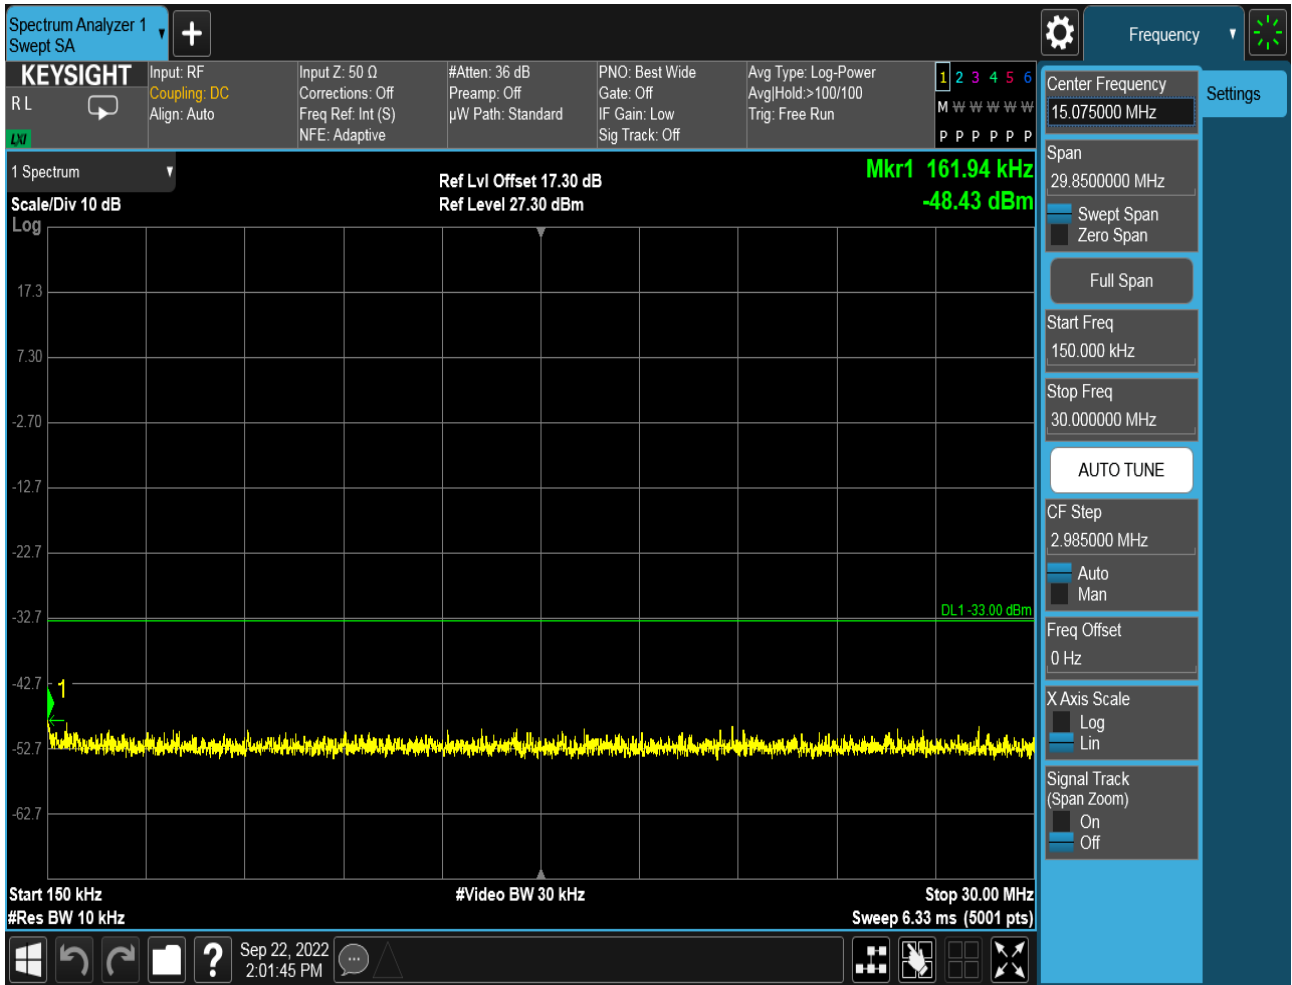 Spectrum Analyzer 1
Swept SA
Frequency
KEYSIGHT
R L
LXI
Input: RF
Coupling: DC
Align: Auto
Input Z: 50 Ω
Corrections: Off
Freq Ref: Int (S)
NFE: Adaptive
#Atten: 36 dB
Preamp: Off
µW Path: Standard
PNO: Best Wide
Gate: Off
IF Gain: Low
Sig Track: Off
Avg Type: Log-Power
Avg|Hold:>100/100
Trig: Free Run
1 2 3 4 5 6
M W W W W W
P P P P P P
1 Spectrum
Scale/Div 10 dB
Log
Ref Lvl Offset 17.30 dB
Ref Level 27.30 dBm
Mkr1 161.94 kHz
-48.43 dBm
17.3
7.30
-2.70
-12.7
-22.7
-32.7
DL1 -33.00 dBm
-42.7
1
-52.7
-62.7
Start 150 kHz
#Video BW 30 kHz
Stop 30.00 MHz
#Res BW 10 kHz
Sweep 6.33 ms (5001 pts)
?
Sep 22, 2022
2:01:45 PM
Center Frequency
15.075000 MHz
Settings
Span
29.8500000 MHz
Swept Span
Zero Span
Full Span
Start Freq
150.000 kHz
Stop Freq
30.000000 MHz
AUTO TUNE
CF Step
2.985000 MHz
Auto
Man
Freq Offset
0 Hz
X Axis Scale
Log
Lin
Signal Track
(Span Zoom)
On
Off